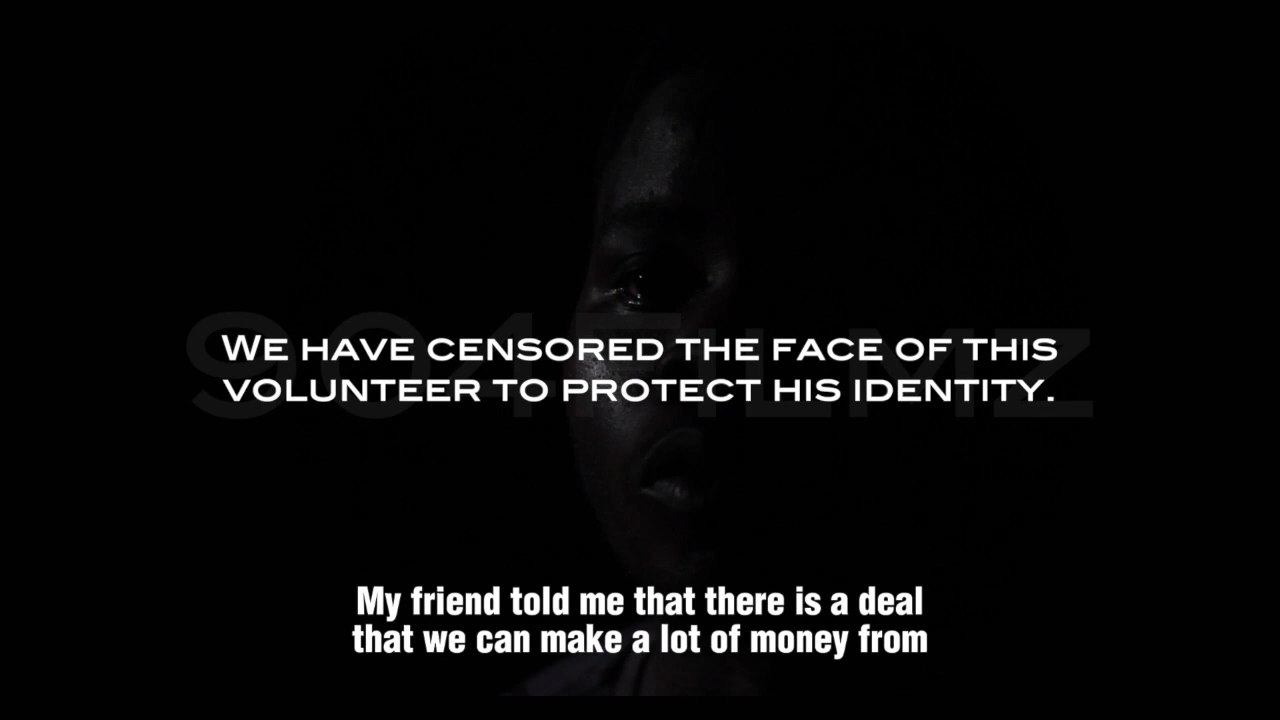 904FILMZ
WE HAVE CENSORED THE FACE OF THIS
VOLUNTEER TO PROTECT HIS IDENTITY.
My friend told me that there is a deal
that we can make a lot of money from